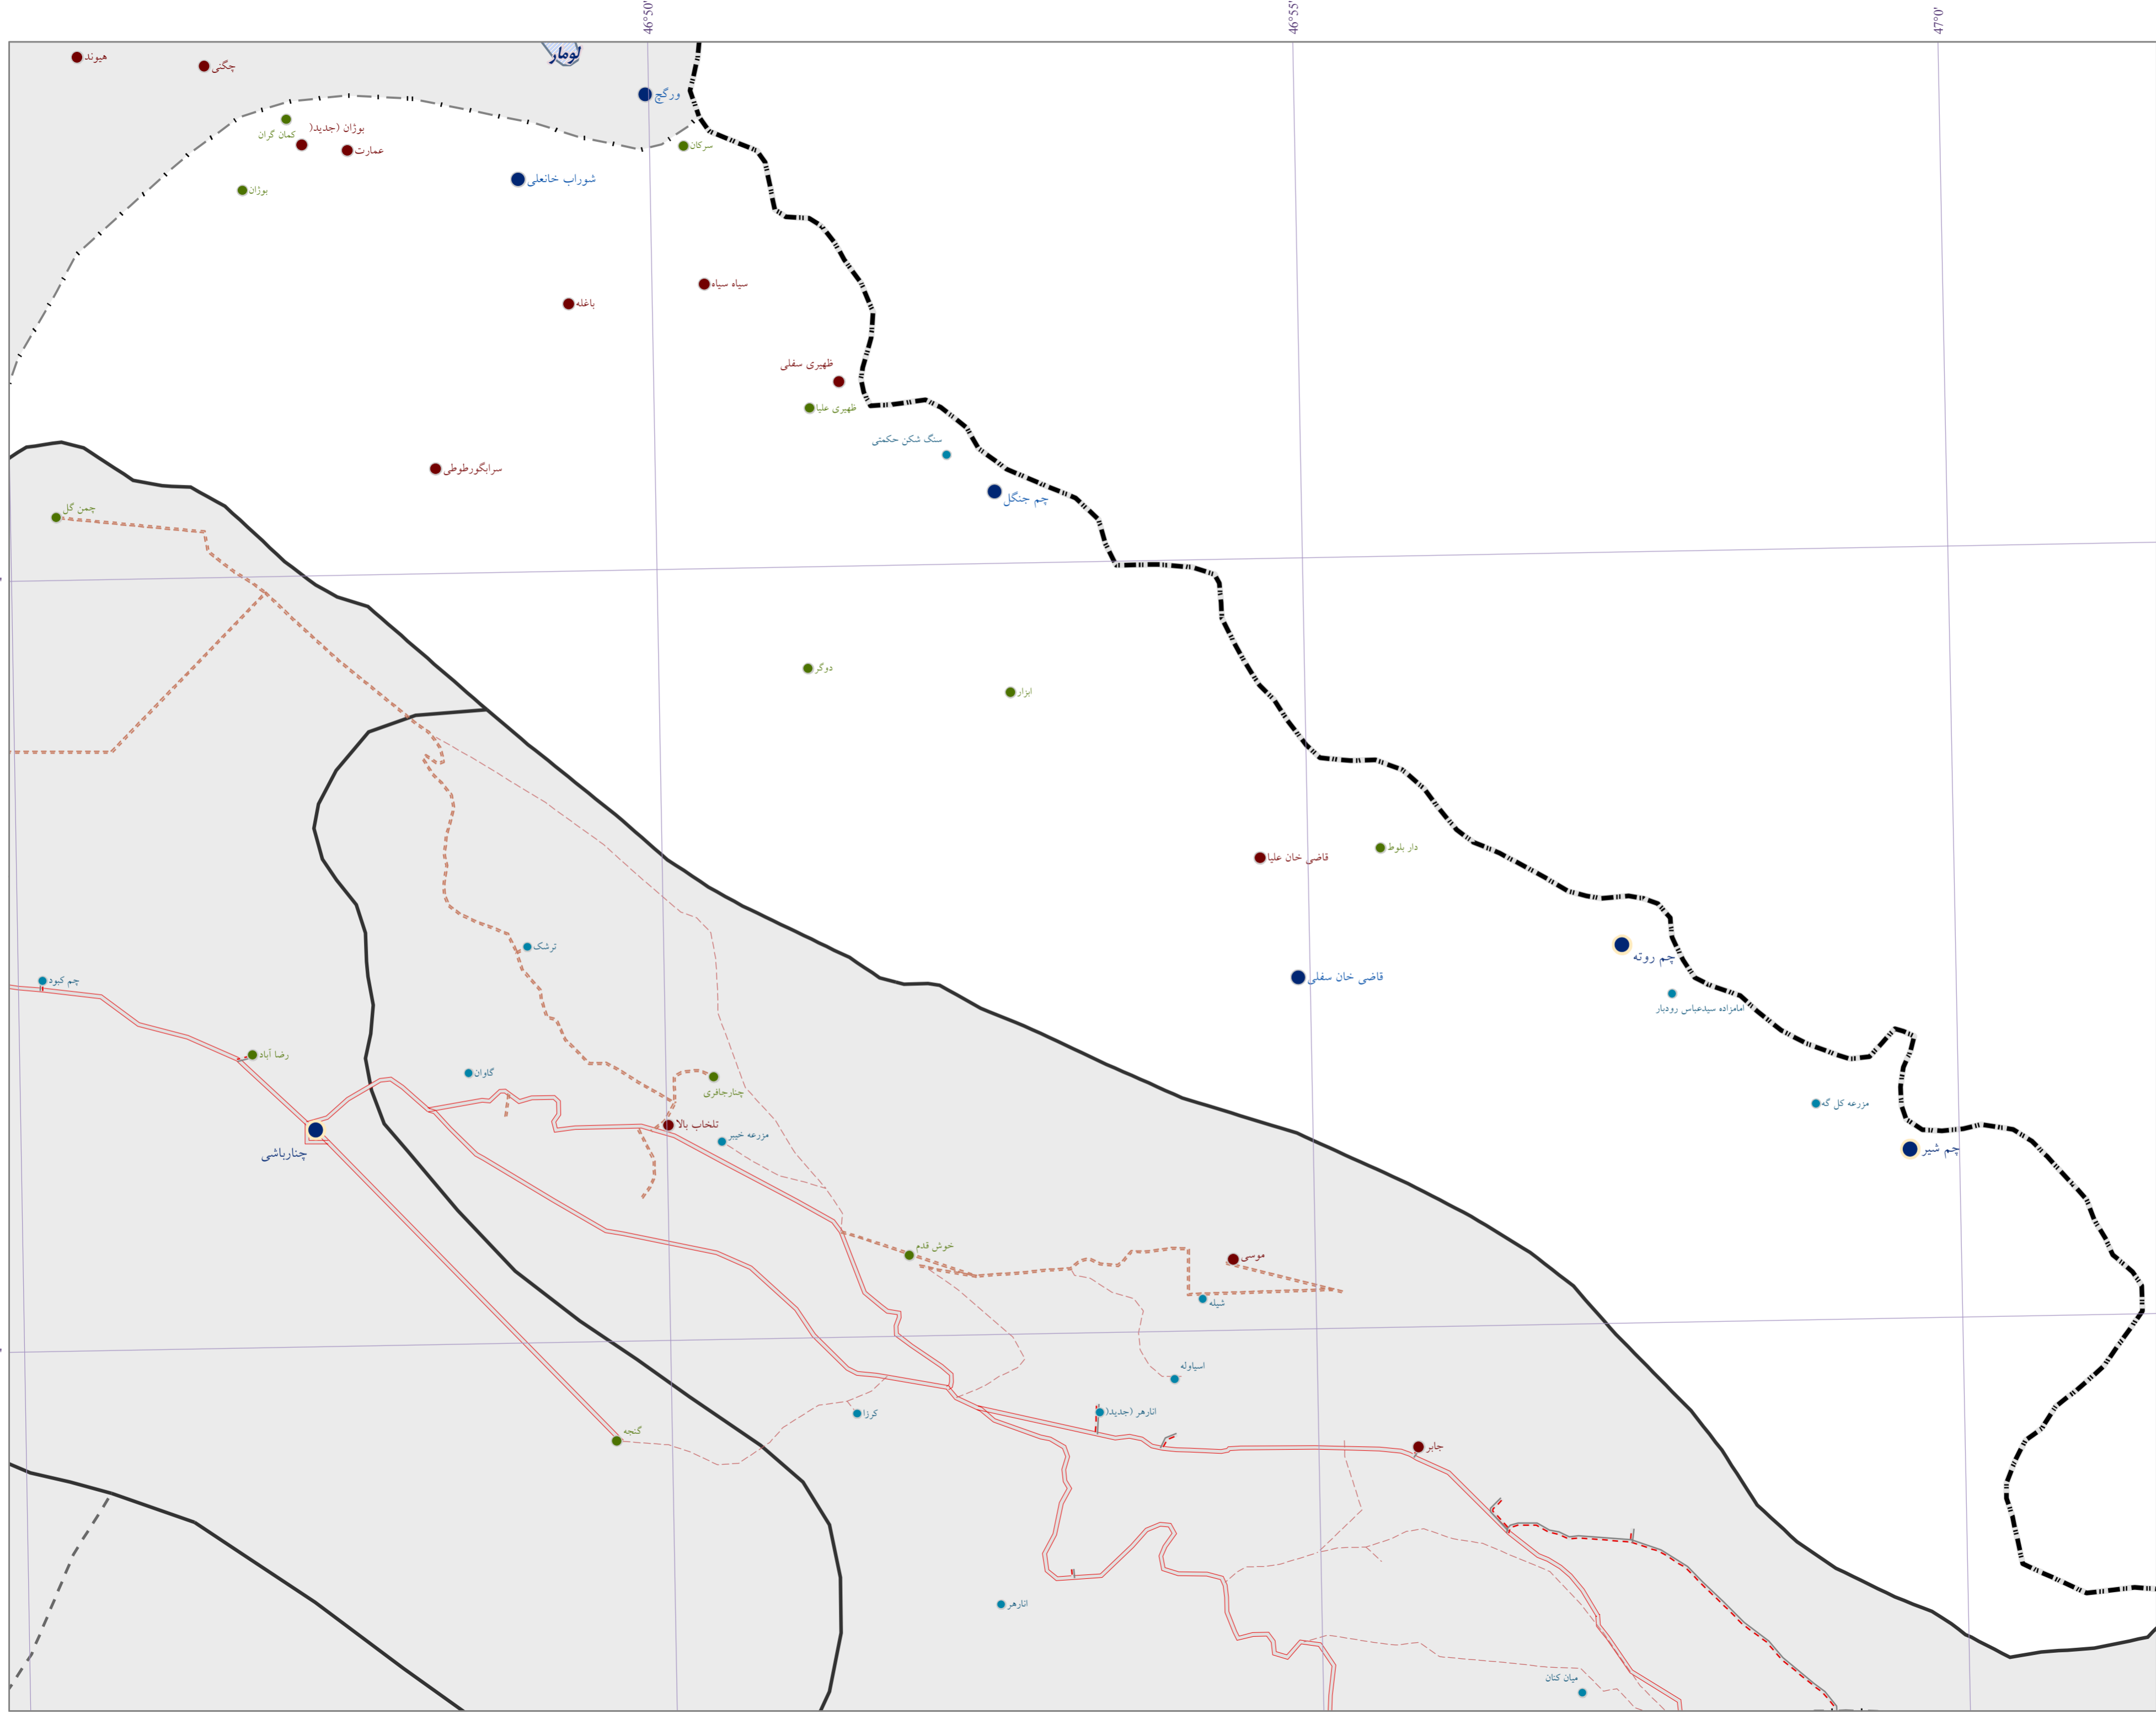 46°50'
46°55'
47°0'
هیوند
چگنی
لومار
ورگچ
کمان گران
بوژان (جدید(
عمارت
سرکان
شوراب خانعلی
بوژان
سیاه سیاه
باغله
ظهیری سفلی
ظهیری علیا
سنگ شکن حکمتی
سرابگورطوطی
چم جنگل
چمن گل
دوگر
ابزار
دار بلوط
قاضی خان علیا
ترشک
چم روته
قاضی خان سفلی
چم کبود
امامزاده سیدعباس رودبار
رضا آباد
گاوان
چنارجافری
مزرعه کل گه
تلخاب بالا
مزرعه خیبر
چم شیر
چنارباشی
خوش قدم
موسی
شیله
اسپاوله
انارهر (جدید(
کرزا
گنجه
جابر
انارهر
میان کتان